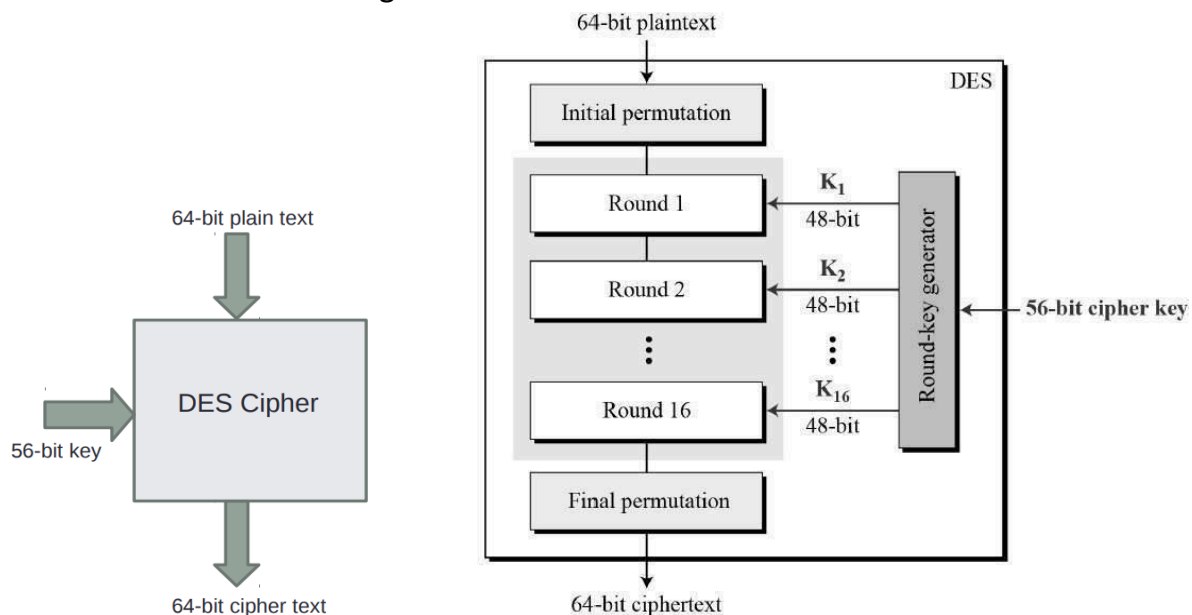 64-bit plain text
DES Cipher
56-bit key
64-bit cipher text
64-bit plaintext
DES
Initial permutation
Round 1
K1
48-bit
Round 2
K2
48-bit
Round 16
K16
48-bit
Round-key generator
56-bit cipher key
Final permutation
64-bit ciphertext